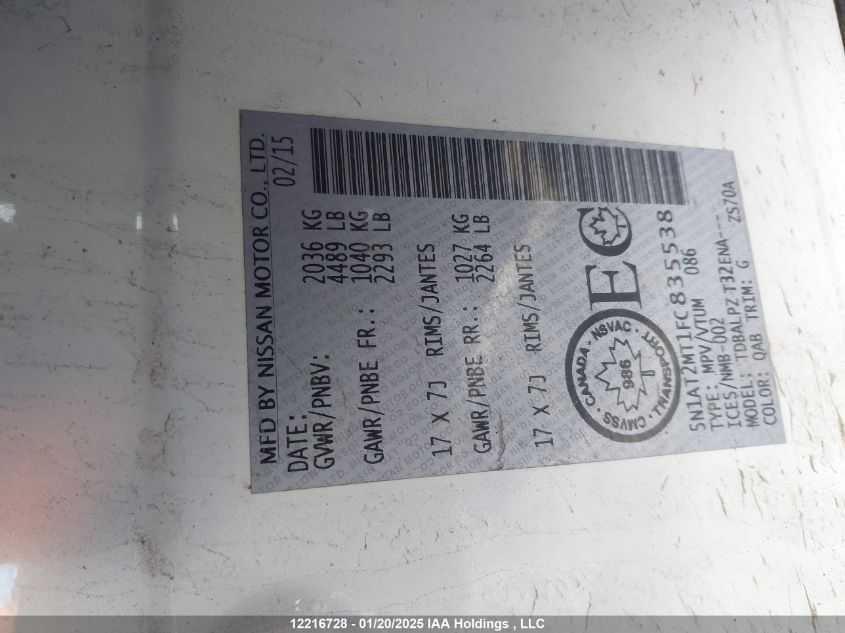 MFD BY NISSAN MOTOR CO., LTD.
DATE: 02/15
GVWR/PNBV: 2036 KG
4489 LB
GAWR/PNBE FR.: 1040 KG
2293 LB
17 X 7J RIMS/JANTES
GAWR/PNBE RR.: 1027 KG
2264 LB
17 X 7J RIMS/JANTES
CANADA · NSVAC · TRANSPORT · CMVSS ·
986
EC
5N1AT2MT1FC835538
TYPE: MPV/VTUM 086
ICES/NMB-002
MODEL: TDBALPZ T32ENA--- 
COLOR: QAB TRIM: G ZS70A
12216728 - 01/20/2025 IAA Holdings , LLC